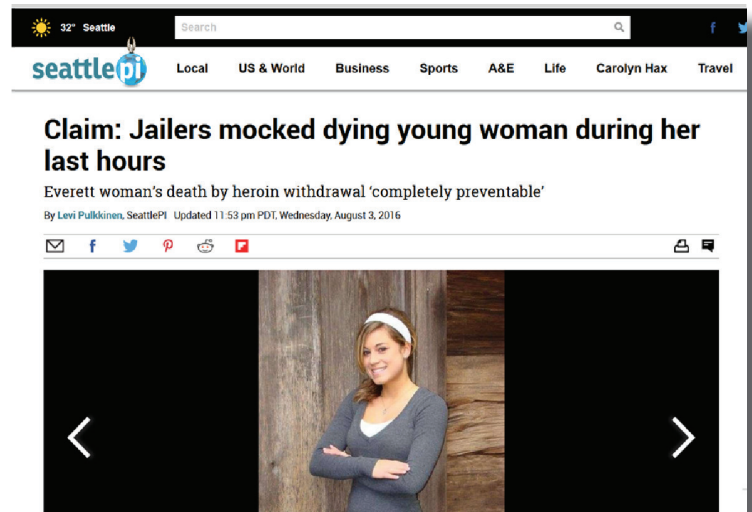 32° Seattle
Search
seattlepi
Local US & World Business Sports A&E Life Carolyn Hax Travel
Claim: Jailers mocked dying young woman during her
last hours
Everett woman's death by heroin withdrawal 'completely preventable'
By Levi Pulkkinen, SeattlePI Updated 11:53 pm PDT, Wednesday, August 3, 2016